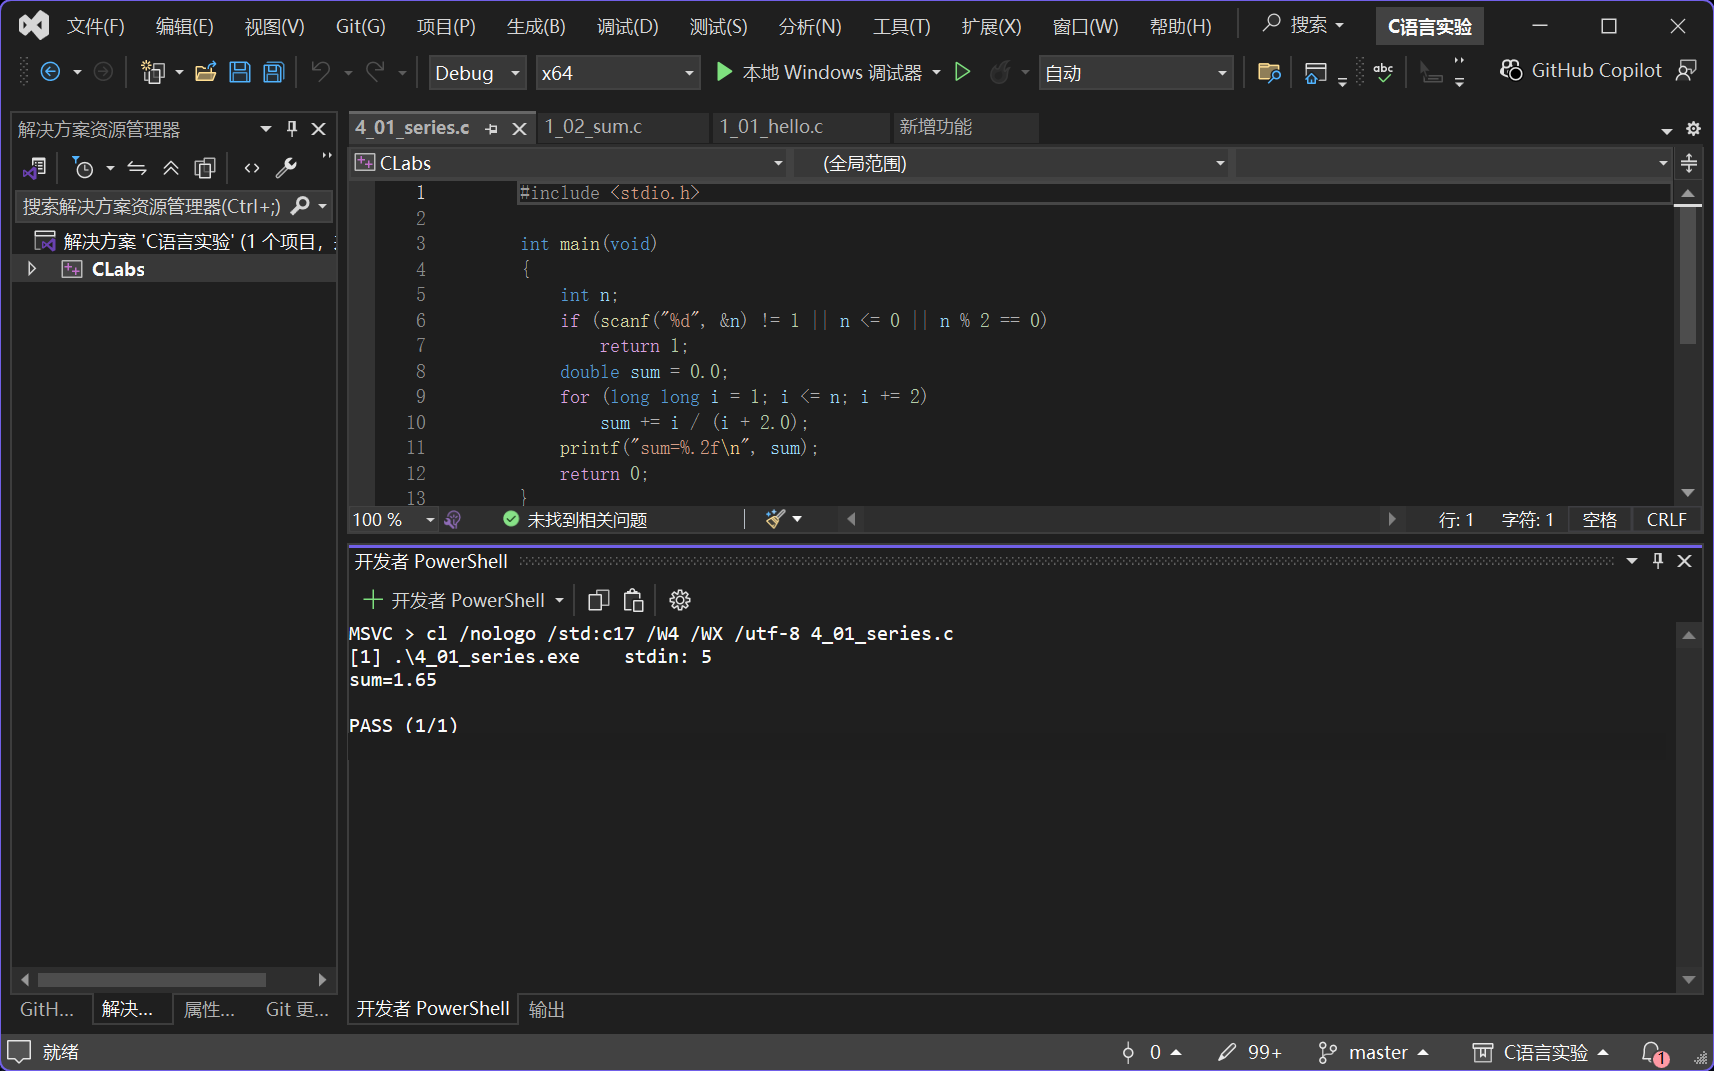 文件(F) 编辑(E) 视图(V) Git(G) 项目(P) 生成(B) 调试(D) 测试(S) 分析(N) 工具(T) 扩展(X) 窗口(W) 帮助(H) 搜索 C语言实验
Debug x64 本地 Windows 调试器 自动 abc GitHub Copilot
解决方案资源管理器
搜索解决方案资源管理器(Ctrl+;)
解决方案 'C语言实验' (1 个项目,
CLabs
4_01_series.c 1_02_sum.c 1_01_hello.c 新增功能
CLabs (全局范围)
1 #include <stdio.h>
2
3 int main(void)
4 {
5 int n;
6 if (scanf("%d", &n) != 1 || n <= 0 || n % 2 == 0)
7 return 1;
8 double sum = 0.0;
9 for (long long i = 1; i <= n; i += 2)
10 sum += i / (i + 2.0);
11 printf("sum=%.2f\n", sum);
12 return 0;
13 }
100 % 未找到相关问题 行: 1 字符: 1 空格 CRLF
开发者 PowerShell
开发者 PowerShell
MSVC > cl /nologo /std:c17 /W4 /WX /utf-8 4_01_series.c
[1] .\4_01_series.exe stdin: 5
sum=1.65
PASS (1/1)
GitH... 解决... 属性... Git 更...
开发者 PowerShell 输出
就绪 0 99+ master C语言实验 1